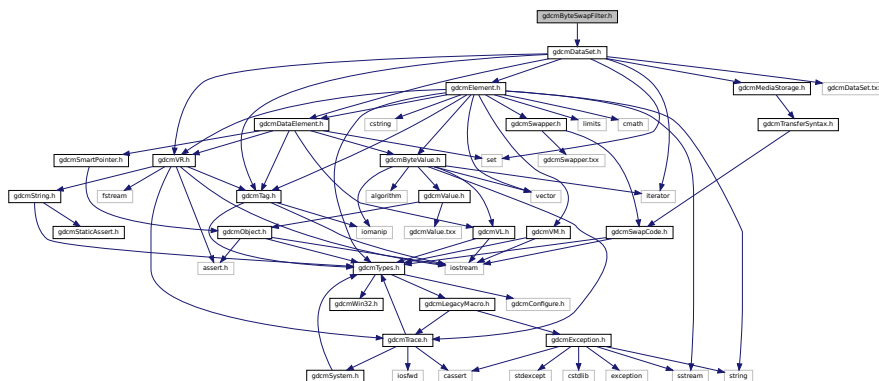 gdcmByteSwapFilter.h
gdcmDataSet.h
gdcmElement.h
gdcmMediaStorage.h
gdcmDataSet.txx
gdcmDataElement.h
cstring
gdcmSwapper.h
limits
cmath
gdcmTransferSyntax.h
gdcmSmartPointer.h
gdcmVR.h
set
gdcmByteValue.h
gdcmSwapper.txx
gdcmString.h
fstream
gdcmTag.h
algorithm
gdcmValue.h
vector
iterator
gdcmStaticAssert.h
gdcmObject.h
iomanip
gdcmValue.txx
gdcmVL.h
gdcmVM.h
gdcmSwapCode.h
assert.h
gdcmTypes.h
iostream
gdcmWin32.h
gdcmLegacyMacro.h
gdcmConfigure.h
gdcmTrace.h
gdcmException.h
gdcmSystem.h
iosfwd
cassert
stdexcept
cstdlib
exception
sstream
string